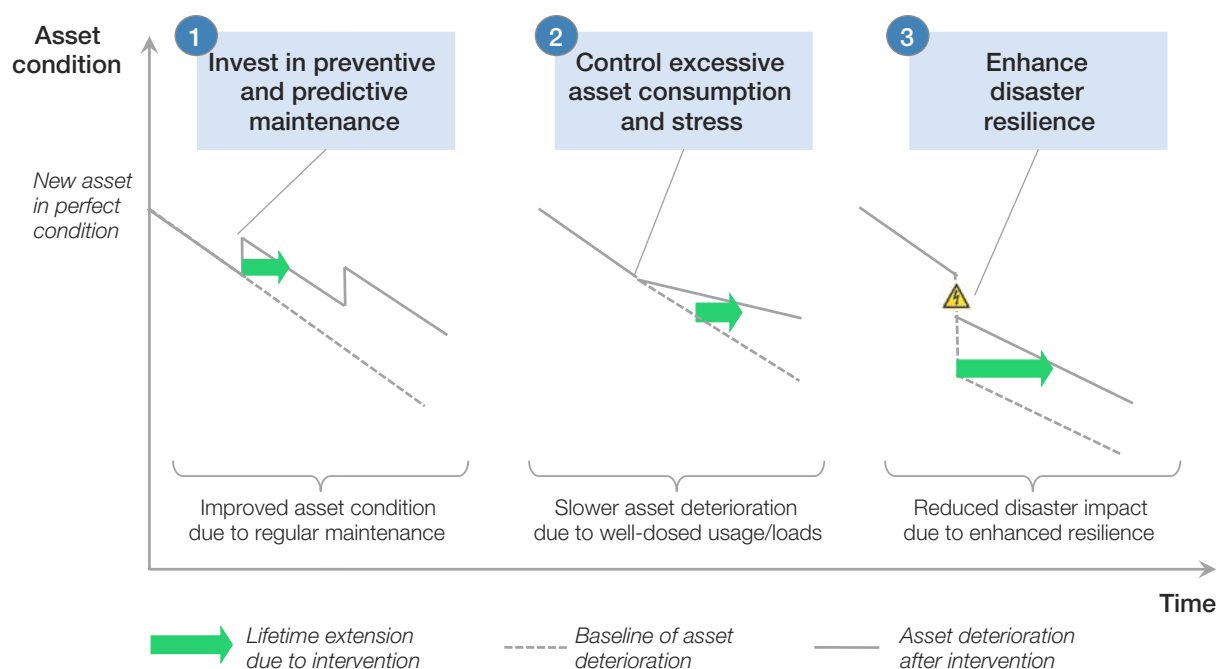 Asset
condition
1
Invest in preventive
and predictive
maintenance
2
Control excessive
asset consumption
and stress
3
Enhance
disaster
resilience
New asset
in perfect
condition
Improved asset condition
due to regular maintenance
Slower asset deterioration
due to well-dosed usage/loads
Reduced disaster impact
due to enhanced resilience
Time
Lifetime extension
due to intervention
Baseline of asset
deterioration
Asset deterioration
after intervention